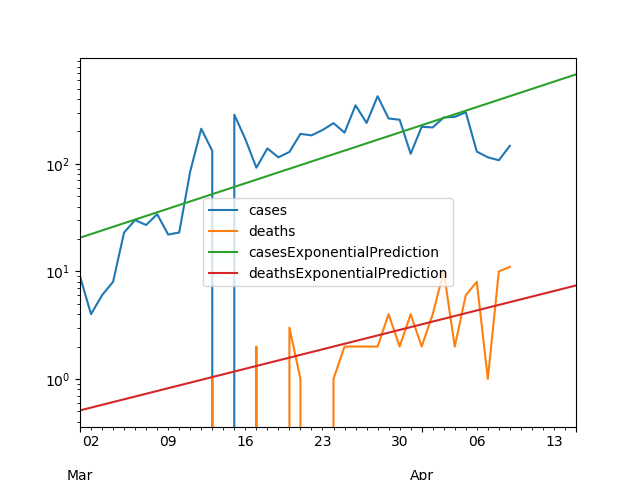 10²
10¹
10⁰
cases
deaths
casesExponentialPrediction
deathsExponentialPrediction
02 09 16 23 30 06 13
Mar Apr